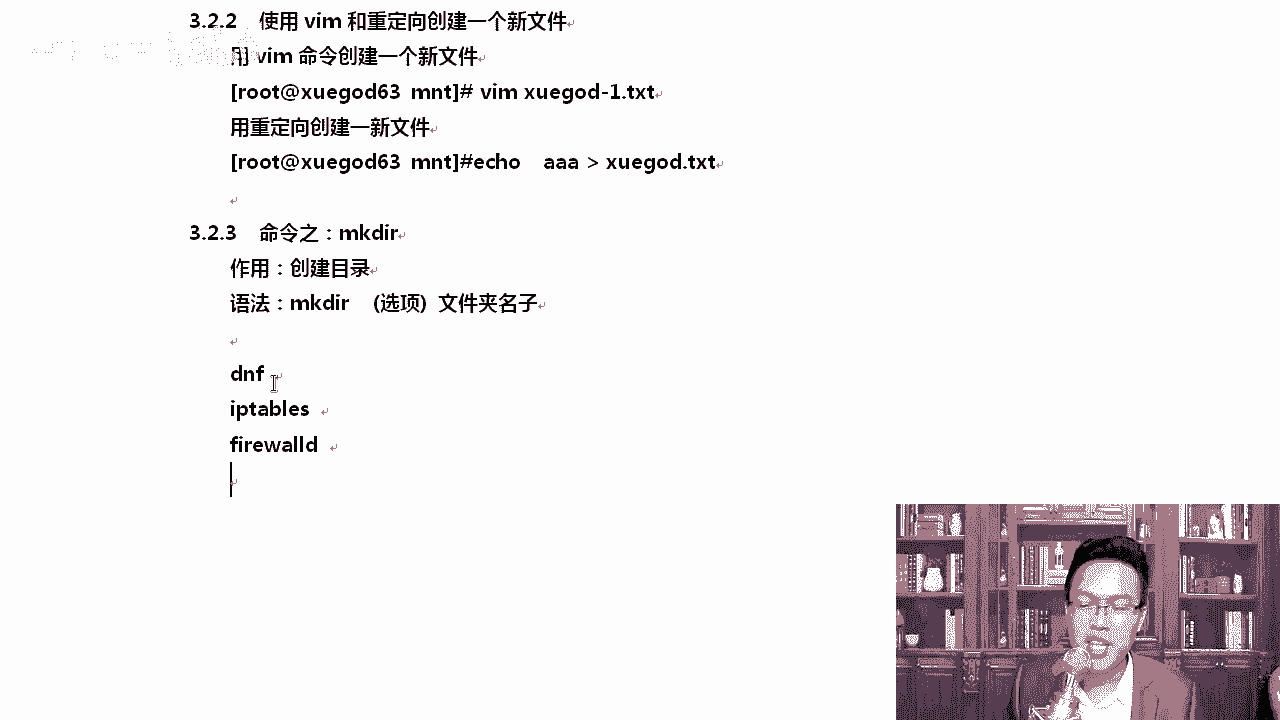 3.2.2 使用 vim 和重定向创建一个新文件
用 vim 命令创建一个新文件
[root@xuegod63 mnt]# vim xuegod-1.txt
用重定向创建一新文件
[root@xuegod63 mnt]#echo aaa > xuegod.txt
3.2.3 命令之：mkdir
作用：创建目录
语法：mkdir (选项) 文件夹名子
dnf
iptables
firewalld